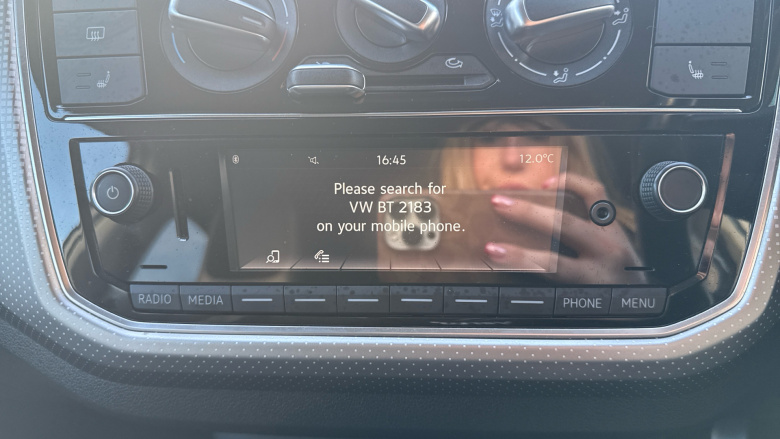 16:45
12.0°C
Please search for
VW BT 2183
on your mobile phone.
RADIO
MEDIA
PHONE
MENU